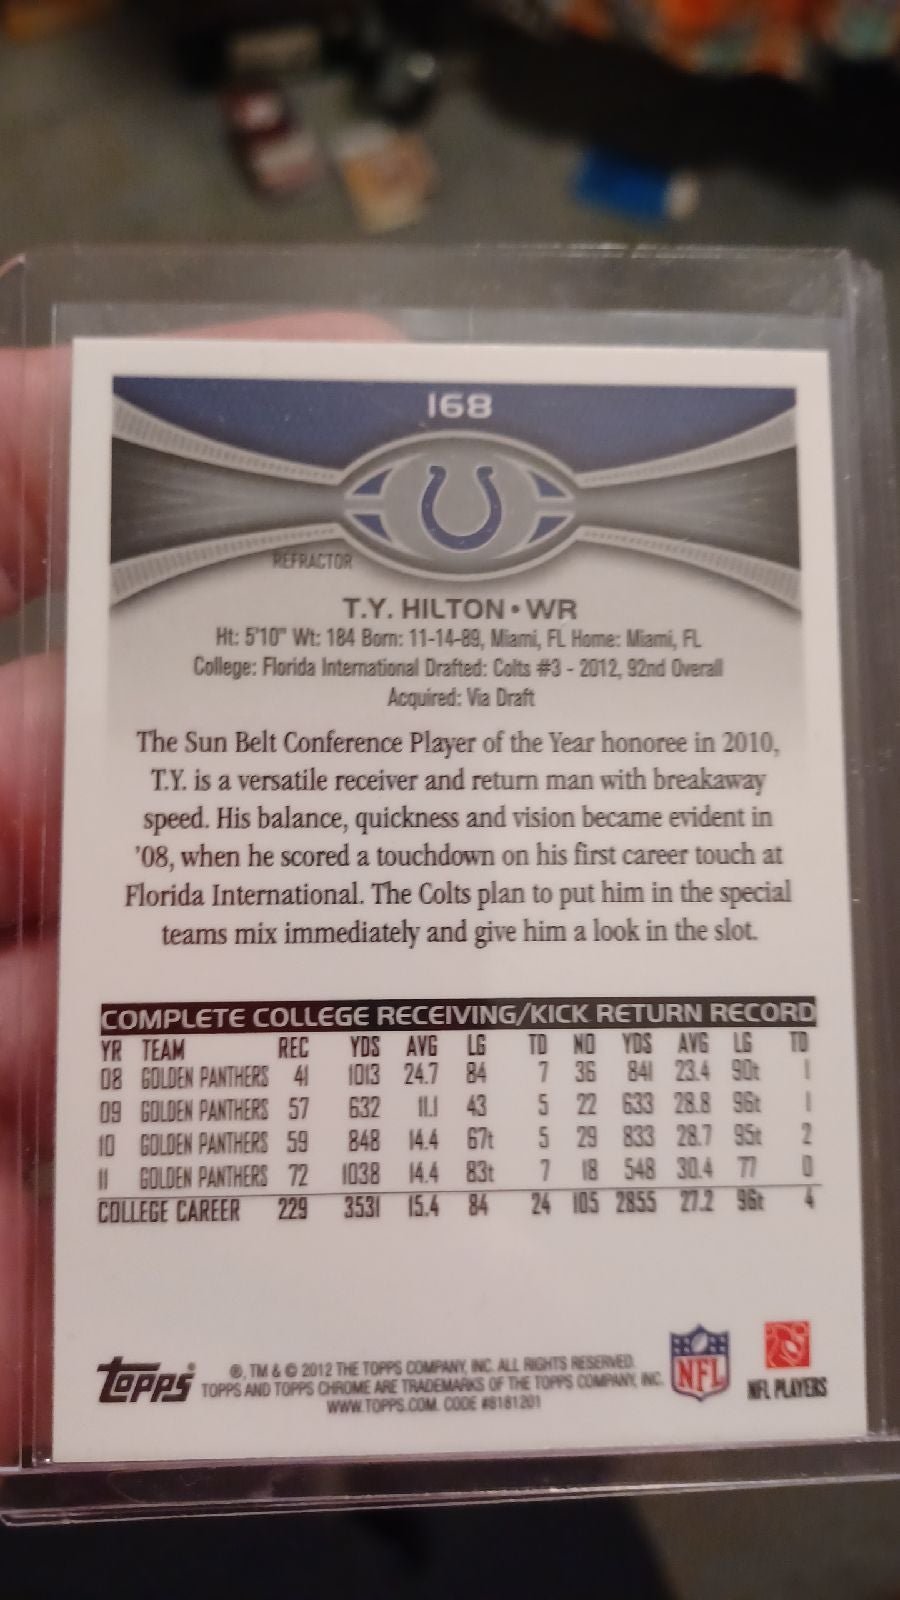 168
REFRACTOR
T.Y. HILTON • WR
Ht: 5'10" Wt: 184 Born: 11-14-89, Miami, FL Home: Miami, FL
College: Florida International Drafted: Colts #3 - 2012, 92nd Overall
Acquired: Via Draft
The Sun Belt Conference Player of the Year honoree in 2010,
T.Y. is a versatile receiver and return man with breakaway
speed. His balance, quickness and vision became evident in
'08, when he scored a touchdown on his first career touch at
Florida International. The Colts plan to put him in the special
teams mix immediately and give him a look in the slot.
COMPLETE COLLEGE RECEIVING/KICK RETURN RECORD
YR TEAM REC YDS AVG LG TD NO YDS AVG LG TD
08 GOLDEN PANTHERS 41 1013 24.7 84 7 36 841 23.4 90t 1
09 GOLDEN PANTHERS 57 632 11.1 43 5 22 633 28.8 96t 1
10 GOLDEN PANTHERS 59 848 14.4 67t 5 29 833 28.7 95t 2
11 GOLDEN PANTHERS 72 1038 14.4 83t 7 18 548 30.4 77 0
COLLEGE CAREER 229 3531 15.4 84 24 105 2855 27.2 96t 4
Topps
®, TM & © 2012 THE TOPPS COMPANY, INC. ALL RIGHTS RESERVED.
TOPPS AND TOPPS CHROME ARE TRADEMARKS OF THE TOPPS COMPANY, INC.
WWW.TOPPS.COM. CODE #8181201
NFL
NFL PLAYERS